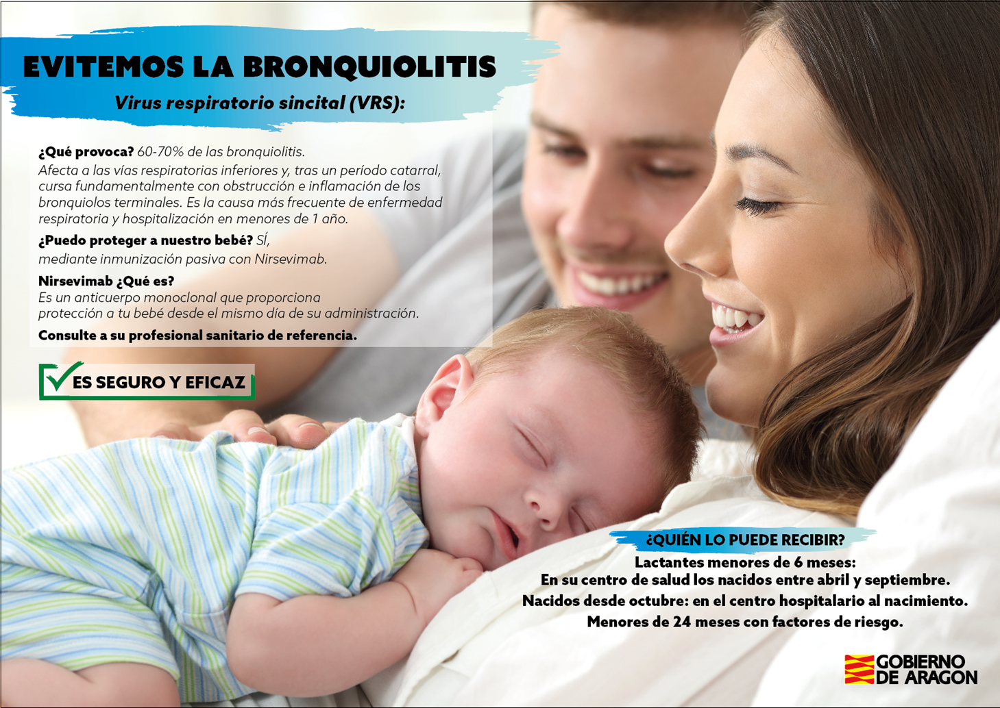 EVITEMOS LA BRONQUIOLITIS
Virus respiratorio sincital (VRS):
¿Qué provoca? 60-70% de las bronquiolitis.
Afecta a las vías respiratorias inferiores y, tras un período catarral,
cursa fundamentalmente con obstrucción e inflamación de los
bronquiolos terminales. Es la causa más frecuente de enfermedad
respiratoria y hospitalización en menores de 1 año.
¿Puedo proteger a nuestro bebé? SÍ,
mediante inmunización pasiva con Nirsevimab.
Nirsevimab ¿Qué es?
Es un anticuerpo monoclonal que proporciona
protección a tu bebé desde el mismo día de su administración.
Consulte a su profesional sanitario de referencia.
ES SEGURO Y EFICAZ
¿QUIÉN LO PUEDE RECIBIR?
Lactantes menores de 6 meses:
En su centro de salud los nacidos entre abril y septiembre.
Nacidos desde octubre: en el centro hospitalario al nacimiento.
Menores de 24 meses con factores de riesgo.
GOBIERNO
DE ARAGON